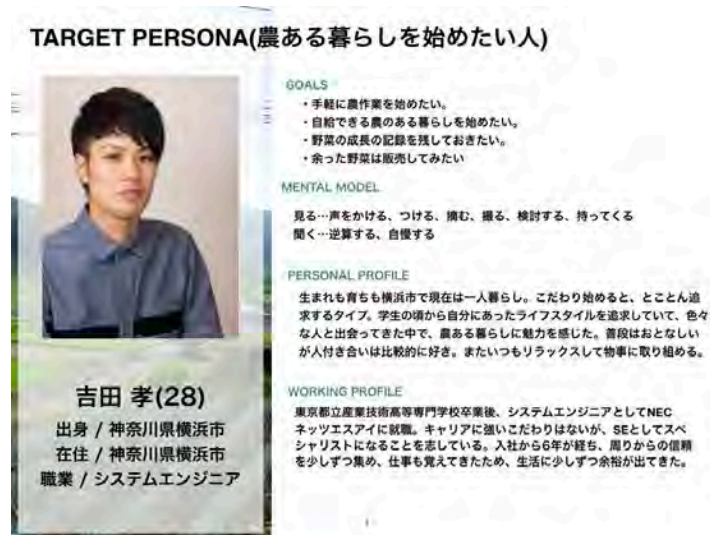 TARGET PERSONA(農ある暮らしを始めたい人)
GOALS
・手軽に農作業を始めたい。
・自給できる農のある暮らしを始めたい。
・野菜の成長の記録を残しておきたい。
・余った野菜は販売してみたい
MENTAL MODEL
見る…声をかける、つける、摘む、撮る、検討する、持ってくる
聞く…逆算する、自慢する
PERSONAL PROFILE
生まれも育ちも横浜市で現在は一人暮らし。こだわり始めると、とことん追
求するタイプ。学生の頃から自分にあったライフスタイルを追求していて、色々
な人と出会ってきた中で、農ある暮らしに魅力を感じた。普段はおとなしい
が人付き合いは比較的に好き。またいつもリラックスして物事に取り組める。
WORKING PROFILE
東京都立産業技術高等専門学校卒業後、システムエンジニアとしてNEC
ネッツエスアイに就職。キャリアに強いこだわりはないが、SEとしてスペ
シャリストになることを志している。入社から6年が経ち、周りからの信頼
を少しずつ集め、仕事も覚えてきたため、生活に少しずつ余裕が出てきた。
吉田 孝(28)
出身 / 神奈川県横浜市
在住 / 神奈川県横浜市
職業 / システムエンジニア